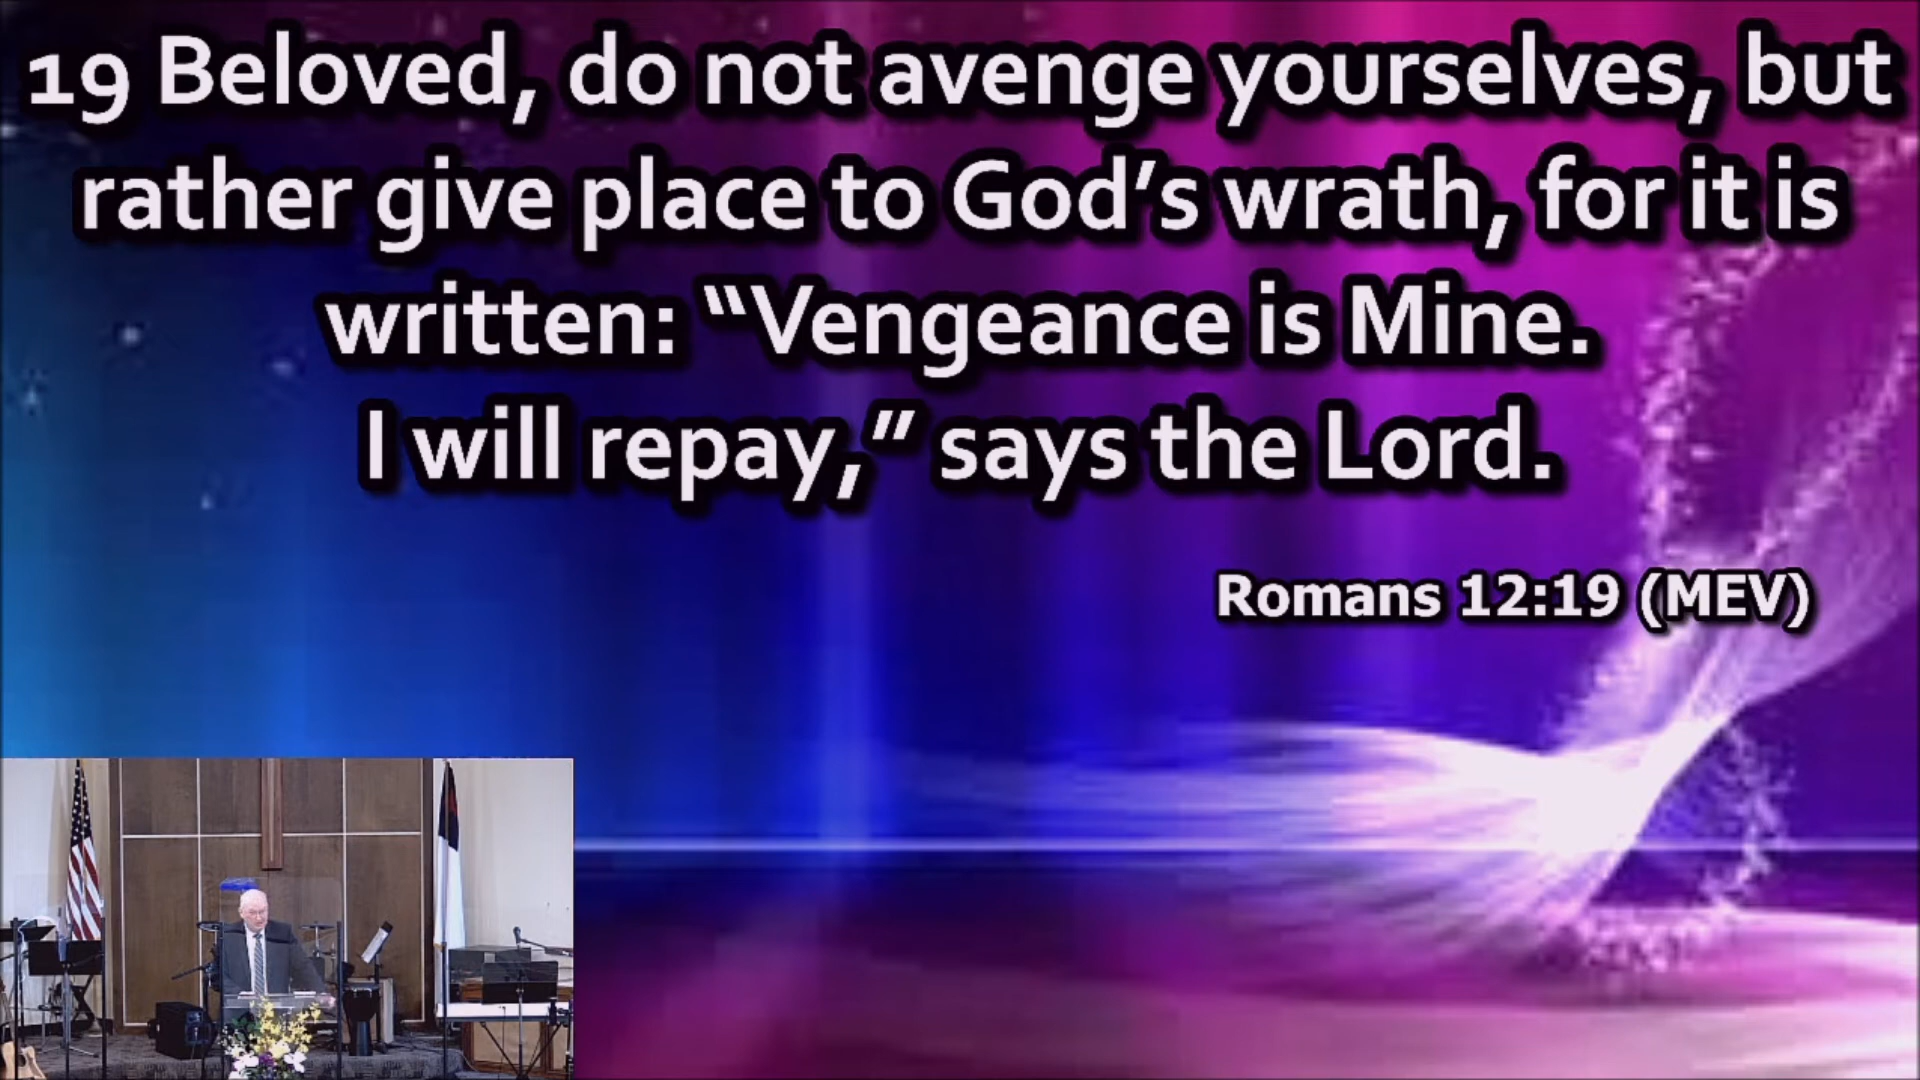 19 Beloved, do not avenge yourselves, but
rather give place to God’s wrath, for it is
written: “Vengeance is Mine.
I will repay,” says the Lord.
Romans 12:19 (MEV)